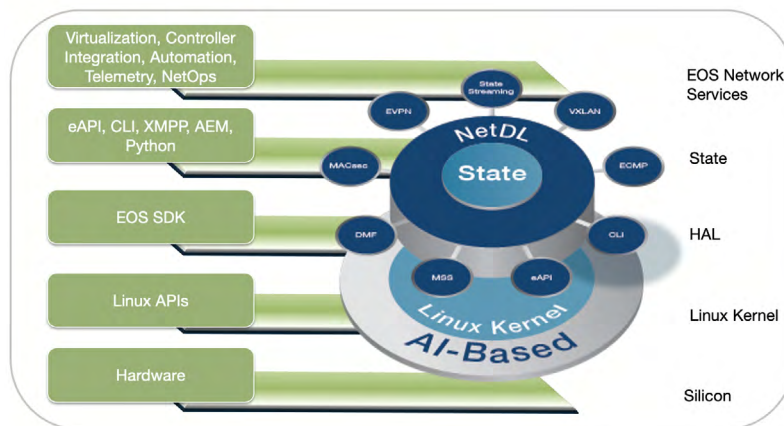 Virtualization, Controller
Integration, Automation,
Telemetry, NetOps
eAPI, CLI, XMPP, AEM,
Python
EOS SDK
Linux APIs
Hardware
State
Streaming
EVPN
VXLAN
NetDL
MACsec
State
ECMP
DMF
CLI
MSS
eAPI
Linux Kernel
AI-Based
EOS Network
Services
State
HAL
Linux Kernel
Silicon